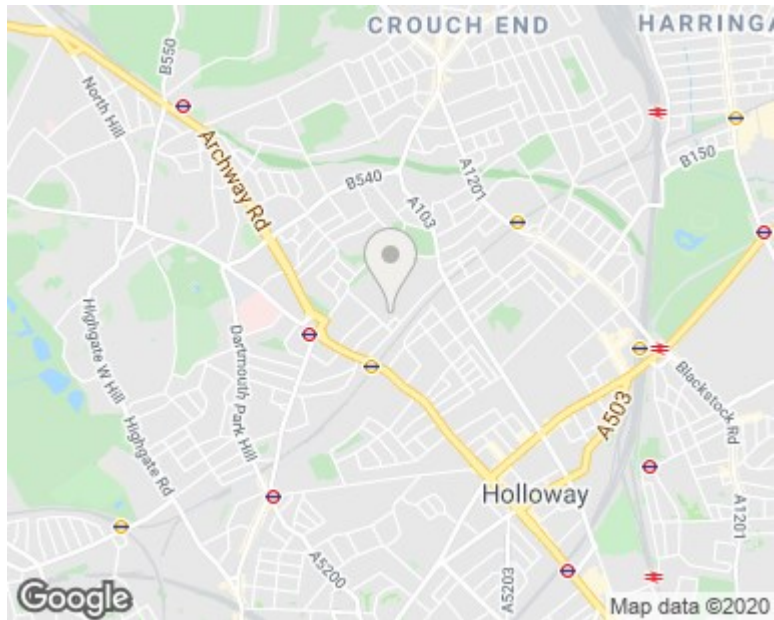 CROUCH END
HARRINGA
B550
North Hill
Archway Rd
B540
A1201
B150
A103
Highgate W Hill
Dartmouth Park Hill
Highgate Rd
Blackstock Rd
A503
Holloway
A1201
A5200
A5203
Google
Map data ©2020